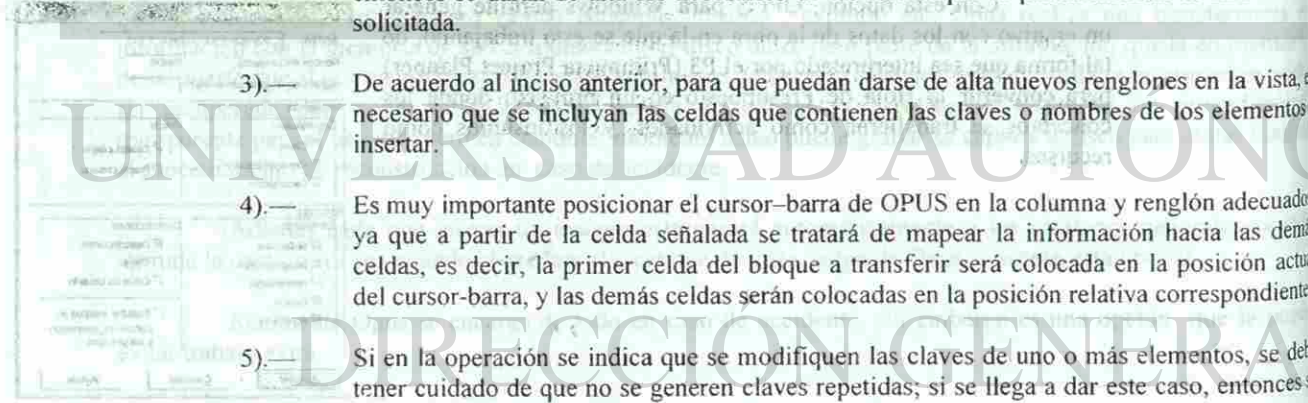 solicitada.
3).— De acuerdo al inciso anterior, para que puedan darse de alta nuevos renglones en la vista,
necesario que se incluyan las celdas que contienen las claves o nombres de los elementos
insertar.
UNIVERSIDAD AUTÓNO
4).— Es muy importante posicionar el cursor–barra de OPUS en la columna y renglón adecuado
ya que a partir de la celda señalada se tratará de mapear la información hacia las demá
celdas, es decir, la primer celda del bloque a transferir será colocada en la posición actua
del cursor-barra, y las demás celdas serán colocadas en la posición relativa correspondiente
DIRECCIÓN GENERA
5).— Si en la operación se indica que se modifiquen las claves de uno o más elementos, se deb
tener cuidado de que no se generen claves repetidas; si se llega a dar este caso, entonces